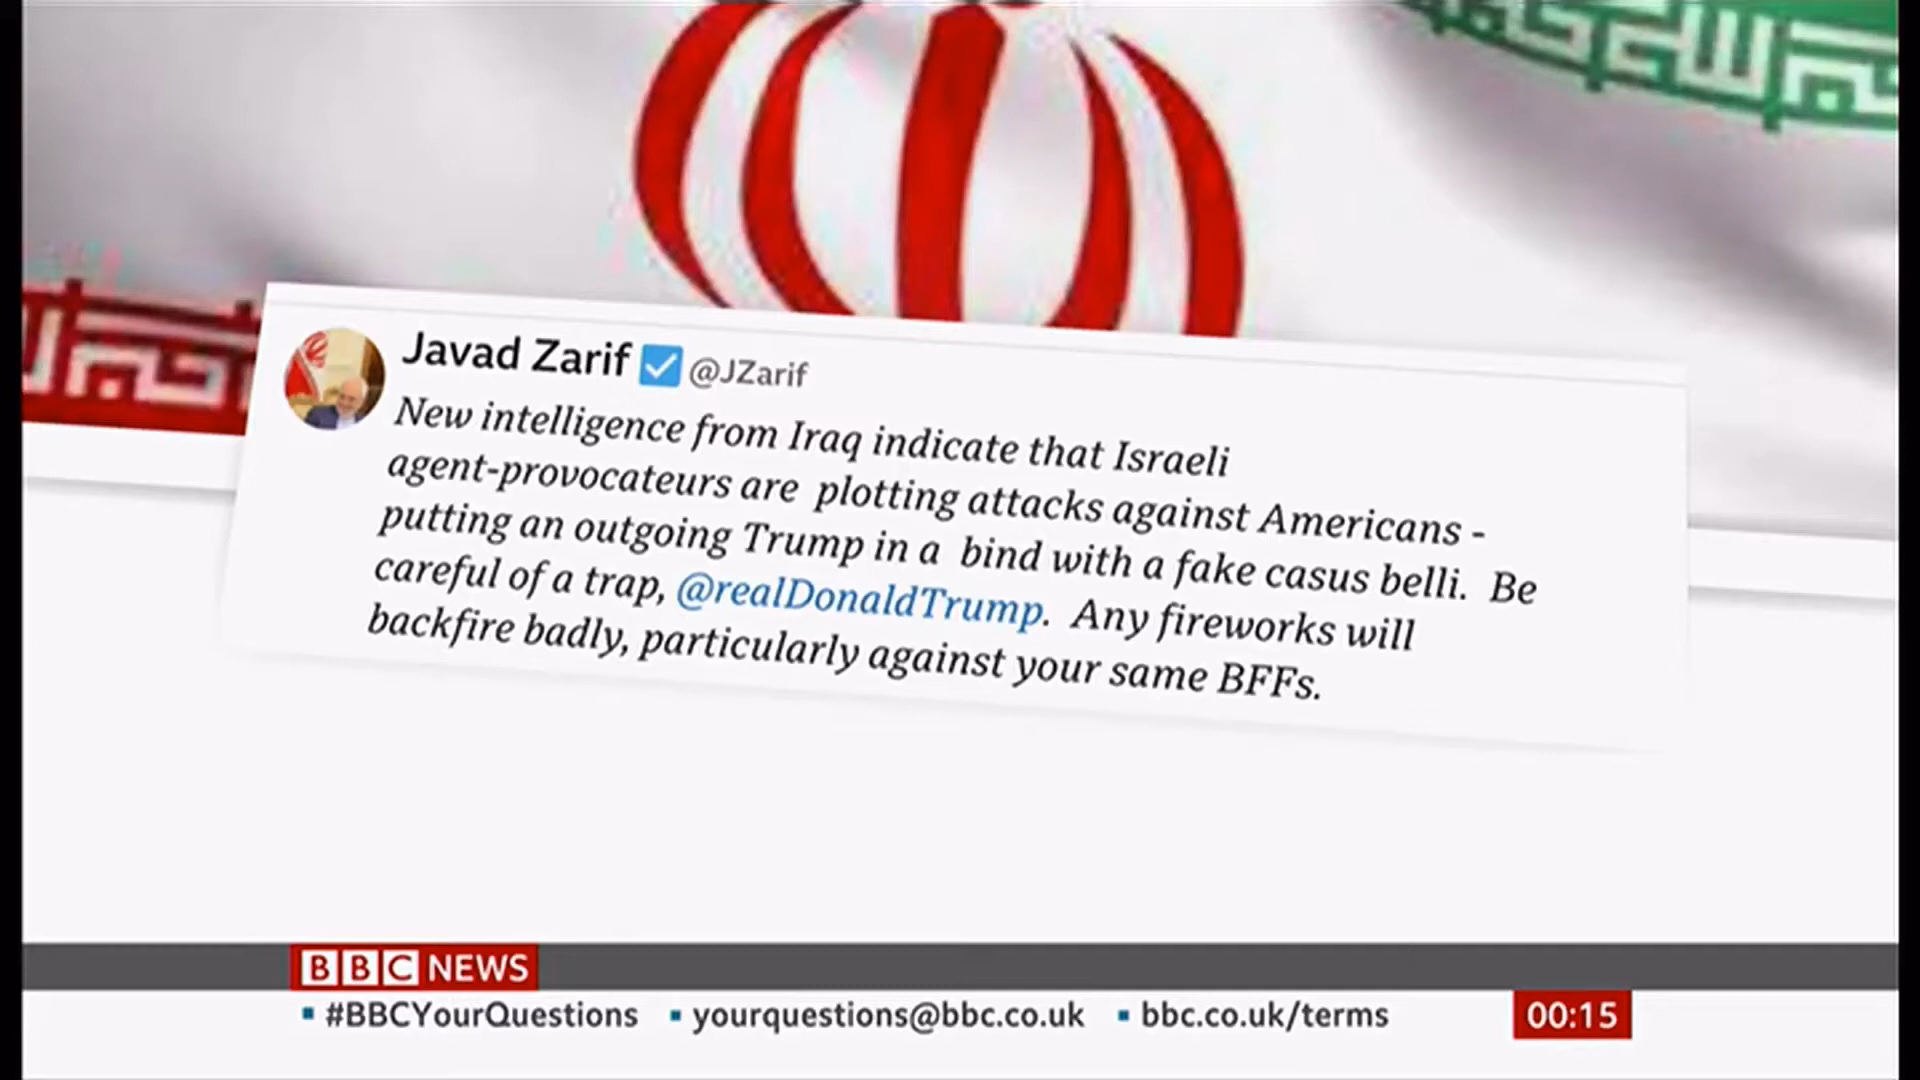 Javad Zarif @JZarif
New intelligence from Iraq indicate that Israeli
agent-provocateurs are plotting attacks against Americans -
putting an outgoing Trump in a bind with a fake casus belli. Be
careful of a trap, @realDonaldTrump. Any fireworks will
backfire badly, particularly against your same BFFs.
BBC NEWS
#BBCYourQuestions yourquestions@bbc.co.uk bbc.co.uk/terms 00:15